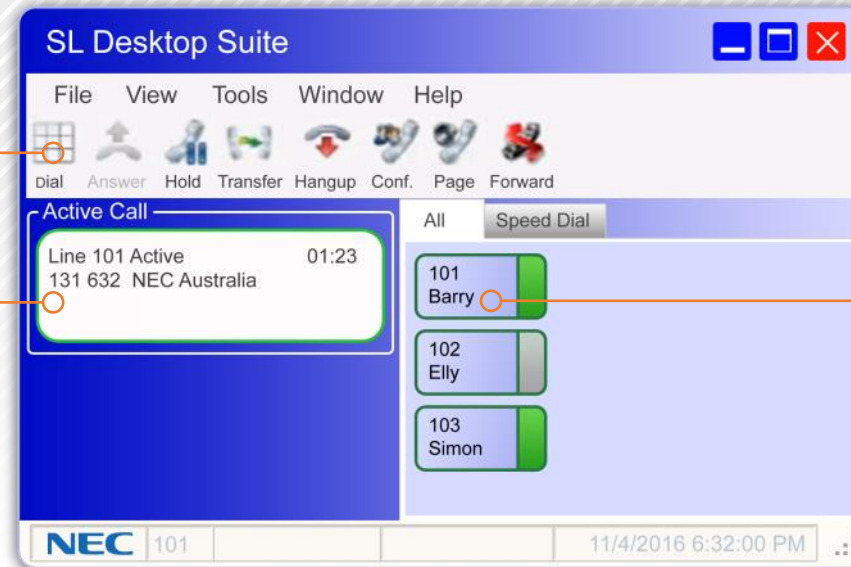 SL Desktop Suite
File View Tools Window Help
Dial Answer Hold Transfer Hangup Conf. Page Forward
Active Call
Line 101 Active 01:23
131 632 NEC Australia
All Speed Dial
101
Barry
102
Elly
103
Simon
NEC 101 11/4/2016 6:32:00 PM